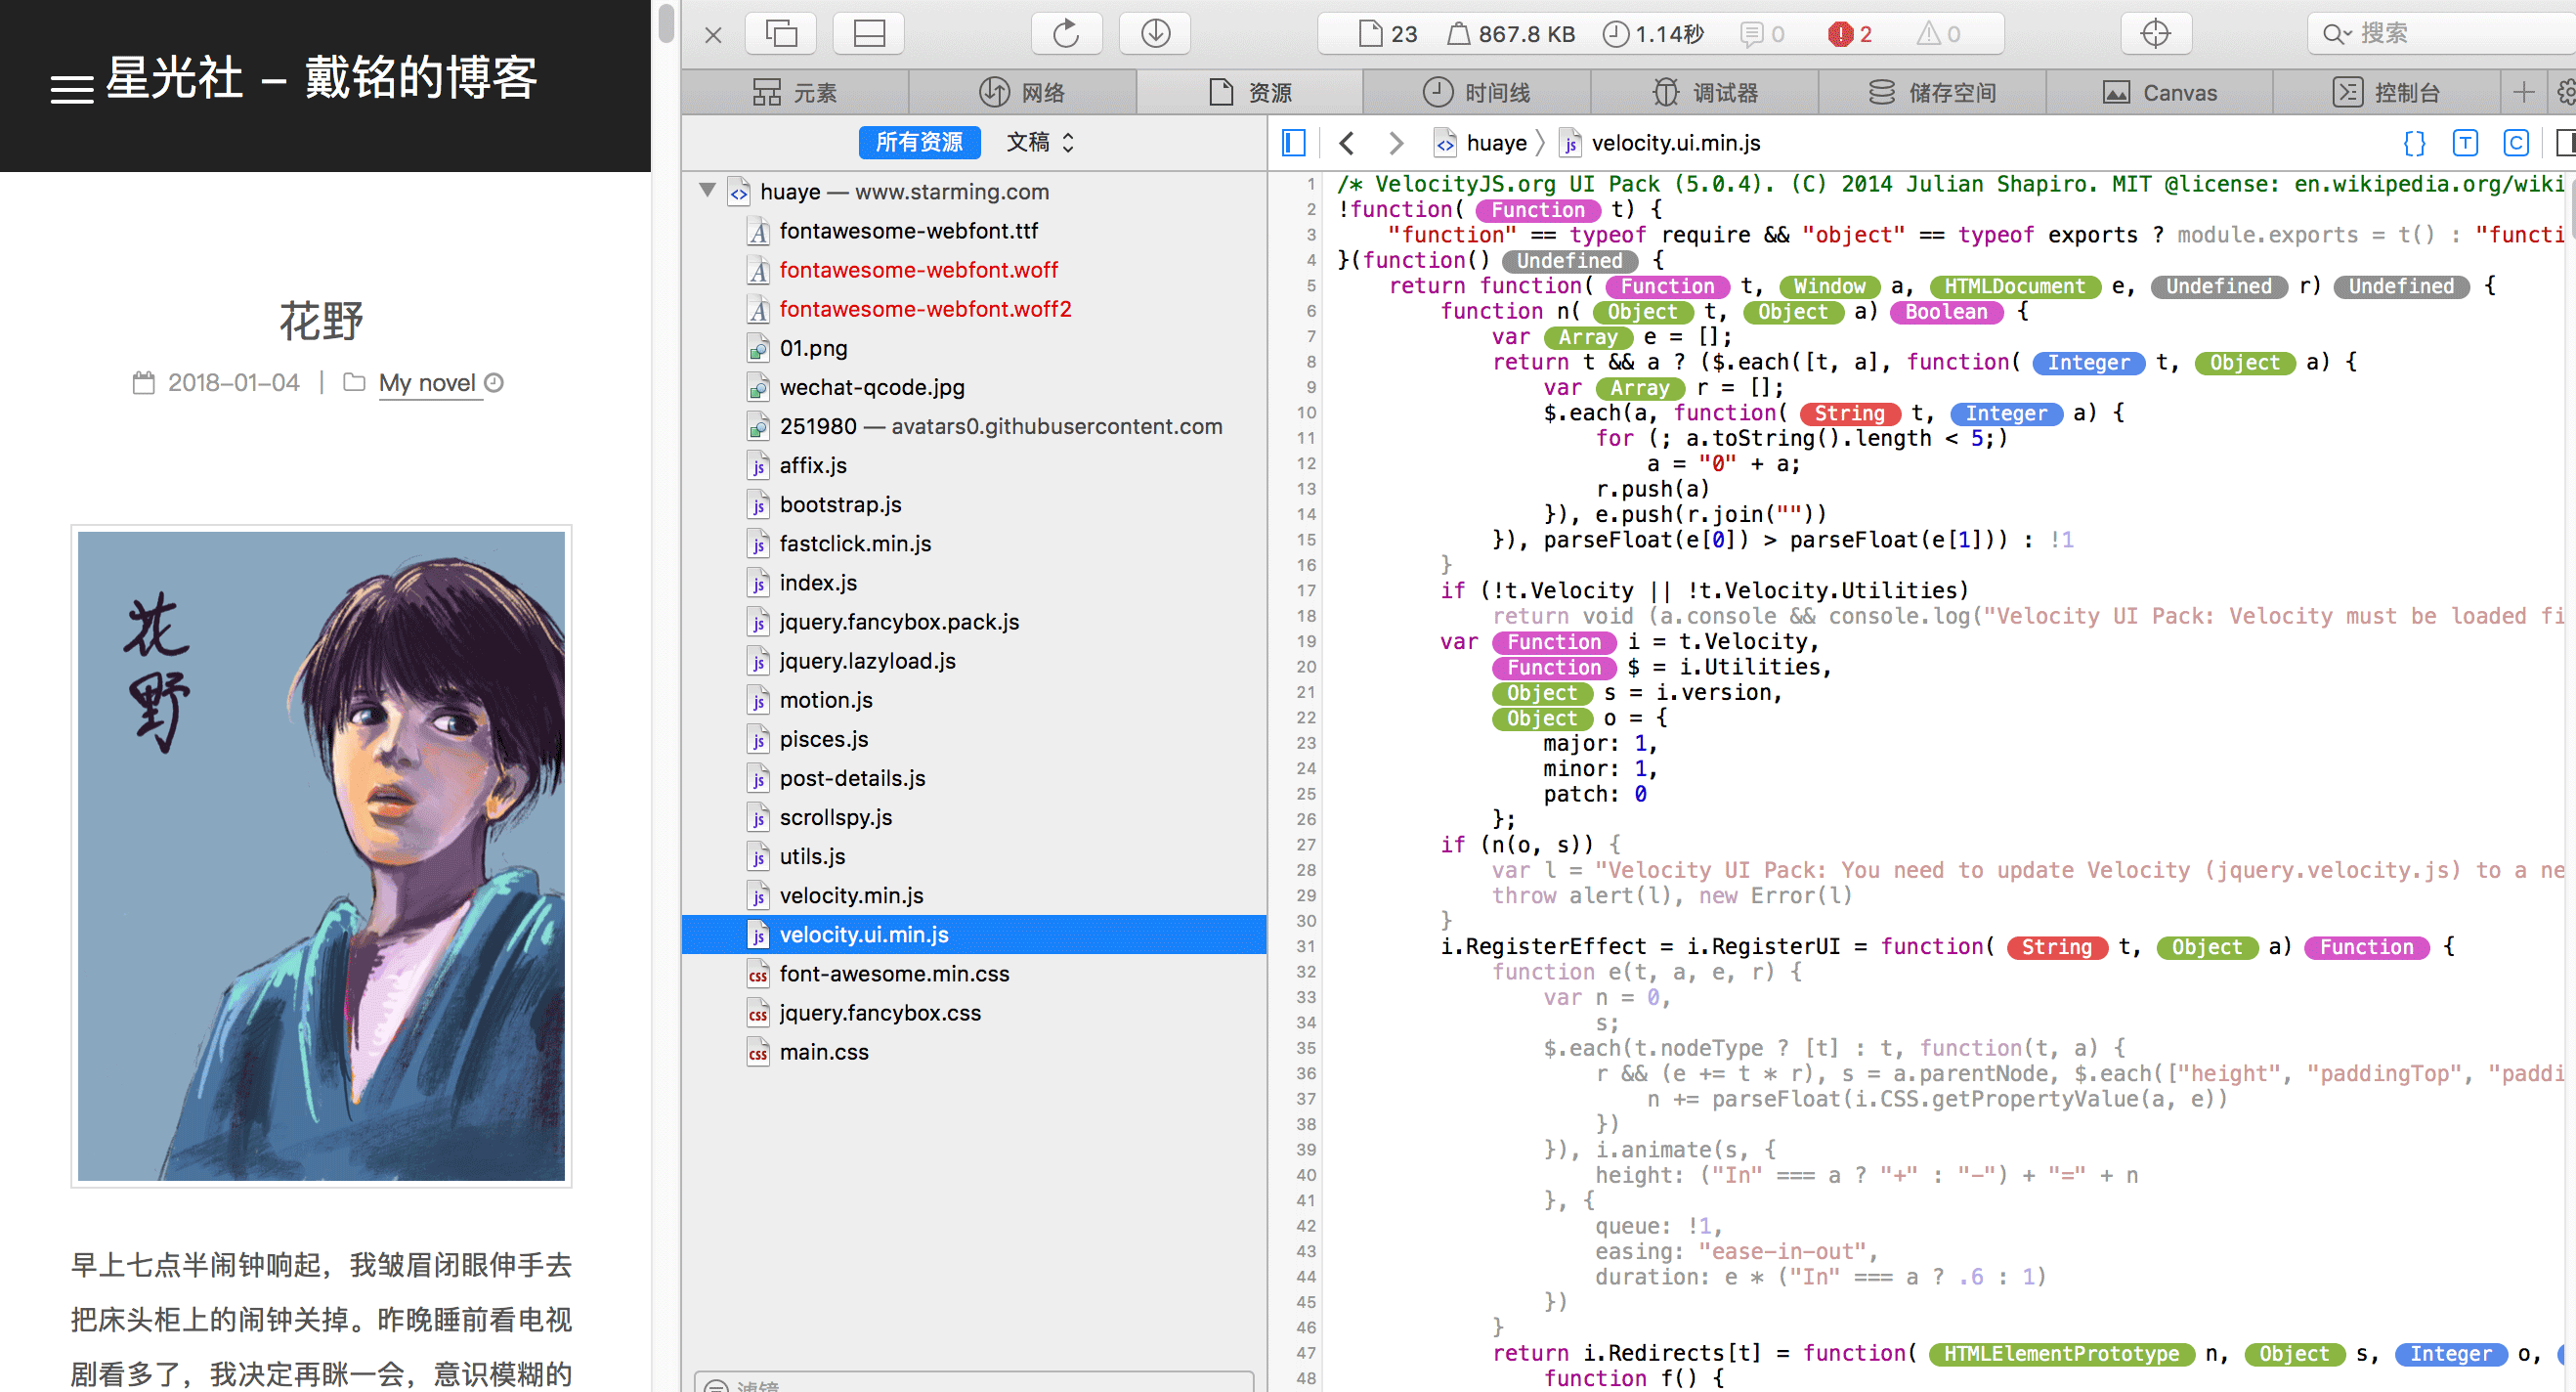 星光社 – 戴铭的博客
花野
2018-01-04 | My novel
花
野
早上七点半闹钟响起，我皱眉闭眼伸手去
把床头柜上的闹钟关掉。昨晚睡前看电视
剧看多了，我决定再眯一会，意识模糊的
23 867.8 KB 1.14秒 0 2 0 搜索
元素 网络 资源 时间线 调试器 储存空间 Canvas 控制台
所有资源 文稿
huaye — www.starming.com
fontawesome-webfont.ttf
fontawesome-webfont.woff
fontawesome-webfont.woff2
01.png
wechat-qcode.jpg
251980 — avatars0.githubusercontent.com
affix.js
bootstrap.js
fastclick.min.js
index.js
jquery.fancybox.pack.js
jquery.lazyload.js
motion.js
pisces.js
post-details.js
scrollspy.js
utils.js
velocity.min.js
velocity.ui.min.js
font-awesome.min.css
jquery.fancybox.css
main.css
huaye 〉 velocity.ui.min.js
{} T C
1 /* VelocityJS.org UI Pack (5.0.4). (C) 2014 Julian Shapiro. MIT @license: en.wikipedia.org/wiki
2 !function( Function t) {
3 "function" == typeof require && "object" == typeof exports ? module.exports = t() : "functi
4 }(function() Undefined {
5 return function( Function t, Window a, HTMLDocument e, Undefined r) Undefined {
6 function n( Object t, Object a) Boolean {
7 var Array e = [];
8 return t && a ? ($.each([t, a], function( Integer t, Object a) {
9 var Array r = [];
10 $.each(a, function( String t, Integer a) {
11 for (; a.toString().length < 5;)
12 a = "0" + a;
13 r.push(a)
14 }), e.push(r.join(""))
15 }), parseFloat(e[0]) > parseFloat(e[1])) : !1
16 }
17 if (!t.Velocity || !t.Velocity.Utilities)
18 return void (a.console && console.log("Velocity UI Pack: Velocity must be loaded fi
19 var Function i = t.Velocity,
20 Function $ = i.Utilities,
21 Object s = i.version,
22 Object o = {
23 major: 1,
24 minor: 1,
25 patch: 0
26 };
27 if (n(o, s)) {
28 var l = "Velocity UI Pack: You need to update Velocity (jquery.velocity.js) to a ne
29 throw alert(l), new Error(l)
30 }
31 i.RegisterEffect = i.RegisterUI = function( String t, Object a) Function {
32 function e(t, a, e, r) {
33 var n = 0,
34 s;
35 $.each(t.nodeType ? [t] : t, function(t, a) {
36 r && (e += t * r), s = a.parentNode, $.each(["height", "paddingTop", "paddi
37 n += parseFloat(i.CSS.getPropertyValue(a, e))
38 })
39 }), i.animate(s, {
40 height: ("In" === a ? "+" : "-") + "=" + n
41 }, {
42 queue: !1,
43 easing: "ease-in-out",
44 duration: e * ("In" === a ? .6 : 1)
45 })
46 }
47 return i.Redirects[t] = function( HTMLElementPrototype n, Object s, Integer o,
48 function f() {